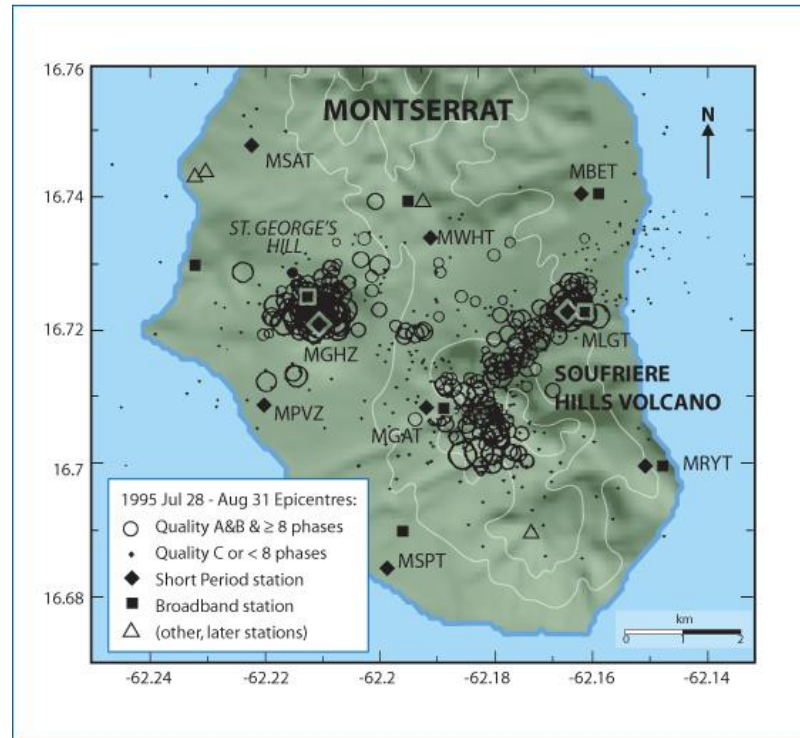 16.76
MONTSERRAT
N
MSAT
MBET
16.74
ST. GEORGE'S
HILL
MWHT
16.72
MGHZ
MLGT
SOUFRIERE
HILLS VOLCANO
MPVZ
MGAT
16.7
MRYT
1995 Jul 28 - Aug 31 Epicentres:
Quality A&B & ≥ 8 phases
Quality C or < 8 phases
Short Period station
Broadband station
(other, later stations)
MSPT
16.68
km
0 1 2
-62.24 -62.22 -62.2 -62.18 -62.16 -62.14